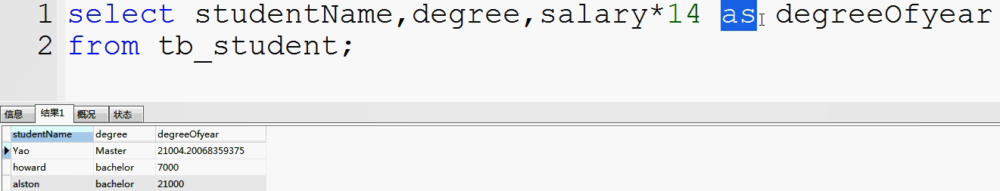 1 select studentName,degree,salary*14 as degreeOfyear
2 from tb_student;
信息 结果1 概况 状态
studentName degree degreeOfyear
Yao Master 21004.20068359375
howard bachelor 7000
alston bachelor 21000